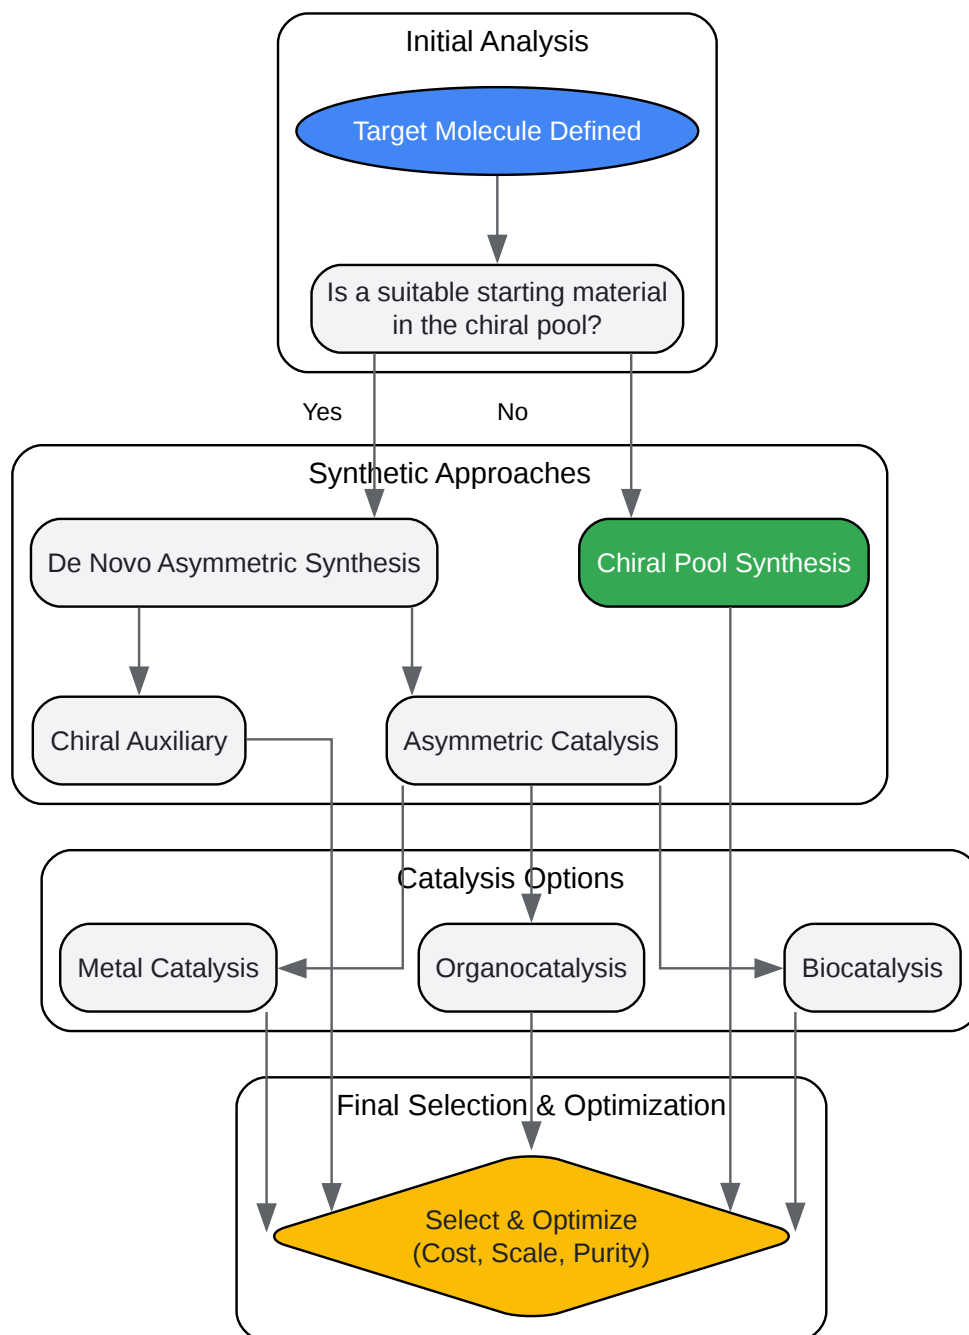 Initial Analysis
Target Molecule Defined
Is a suitable starting material
in the chiral pool?
Yes
No
Synthetic Approaches
De Novo Asymmetric Synthesis
Chiral Pool Synthesis
Chiral Auxiliary
Asymmetric Catalysis
Catalysis Options
Metal Catalysis
Organocatalysis
Biocatalysis
Final Selection & Optimization
Select & Optimize
(Cost, Scale, Purity)